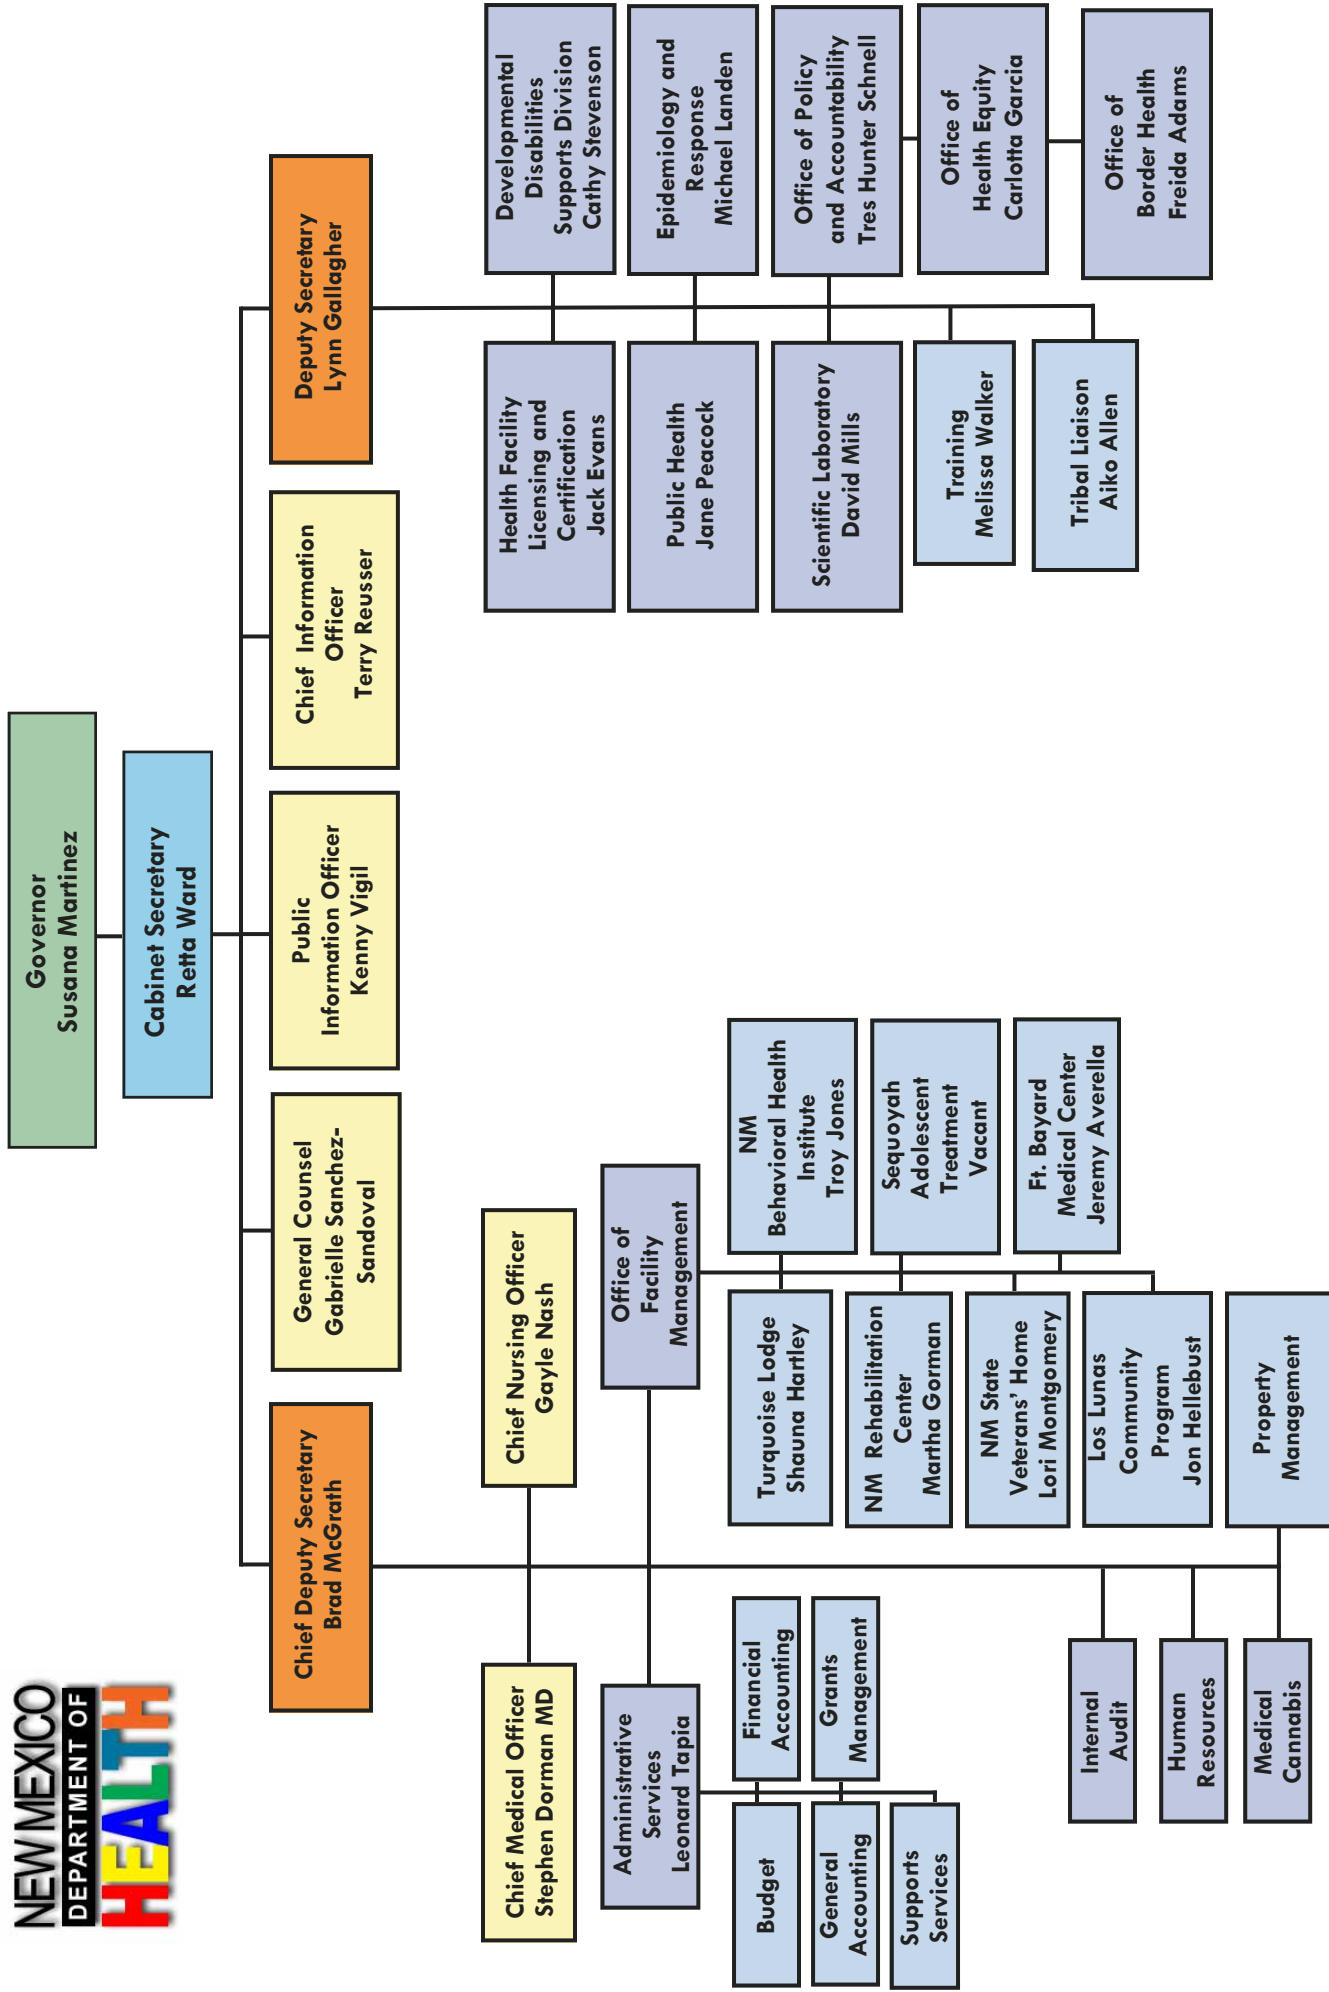 NEW MEXICO
DEPARTMENT OF
HEALTH
Governor
Susana Martinez
Cabinet Secretary
Retta Ward
Chief Deputy Secretary
Brad McGrath
General Counsel
Gabrielle Sanchez-
Sandoval
Public
Information Officer
Kenny Vigil
Chief Information
Officer
Terry Reusser
Deputy Secretary
Lynn Gallagher
Chief Medical Officer
Stephen Dorman MD
Chief Nursing Officer
Gayle Nash
Administrative
Services
Leonard Tapia
Office of
Facility
Management
Budget
Financial
Accounting
General
Accounting
Grants
Management
Supports
Services
Turquoise Lodge
Shauna Hartley
NM
Behavioral Health
Institute
Troy Jones
NM Rehabilitation
Center
Martha Gorman
Sequoyah
Adolescent
Treatment
Vacant
NM State
Veterans' Home
Lori Montgomery
Ft. Bayard
Medical Center
Jeremy Averella
Los Lunas
Community
Program
Jon Hellebust
Internal
Audit
Human
Resources
Medical
Cannabis
Property
Management
Health Facility
Licensing and
Certification
Jack Evans
Developmental
Disabilities
Supports Division
Cathy Stevenson
Public Health
Jane Peacock
Epidemiology and
Response
Michael Landen
Scientific Laboratory
David Mills
Office of Policy
and Accountability
Tres Hunter Schnell
Training
Melissa Walker
Office of
Health Equity
Carlotta Garcia
Tribal Liaison
Aiko Allen
Office of
Border Health
Freida Adams